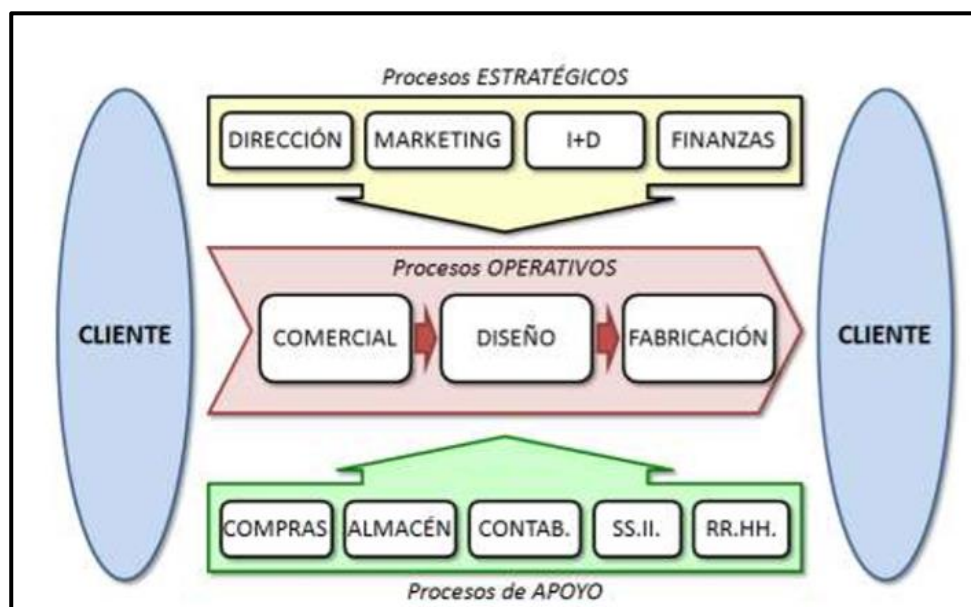 Procesos ESTRATÉGICOS
DIRECCIÓN MARKETING I+D FINANZAS
Procesos OPERATIVOS
CLIENTE COMERCIAL DISEÑO FABRICACIÓN CLIENTE
COMPRAS ALMACÉN CONTAB. SS.II. RR.HH.
Procesos de APOYO